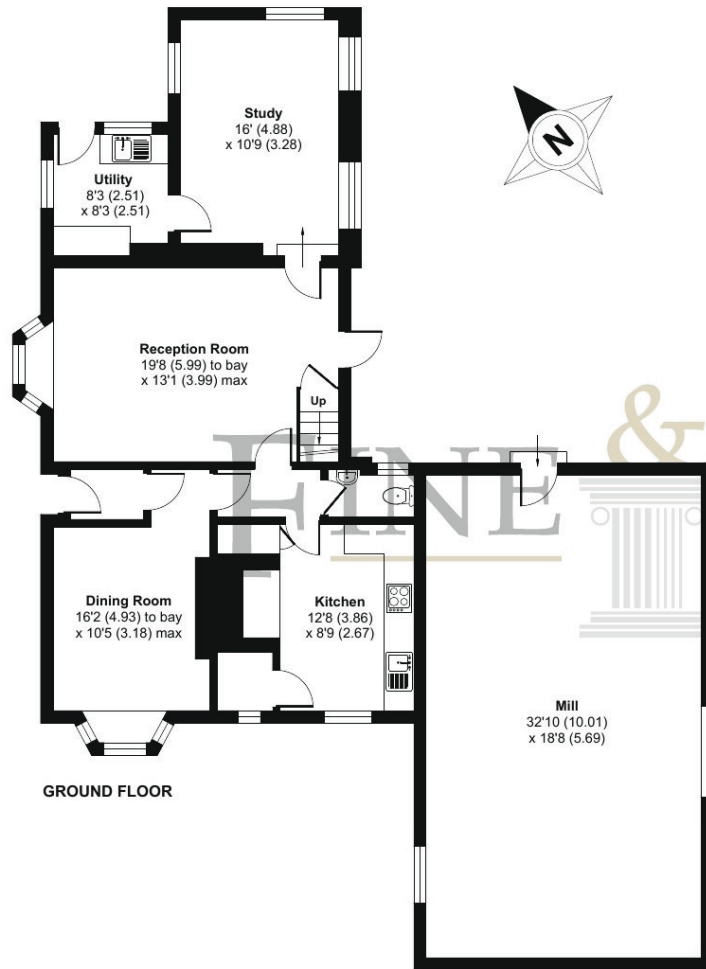 Study
16' (4.88)
x 10'9 (3.28)
N
Utility
8'3 (2.51)
x 8'3 (2.51)
Reception Room
19'8 (5.99) to bay
x 13'1 (3.99) max
Up
FINE &
Dining Room
16'2 (4.93) to bay
x 10'5 (3.18) max
Kitchen
12'8 (3.86)
x 8'9 (2.67)
Mill
32'10 (10.01)
x 18'8 (5.69)
GROUND FLOOR